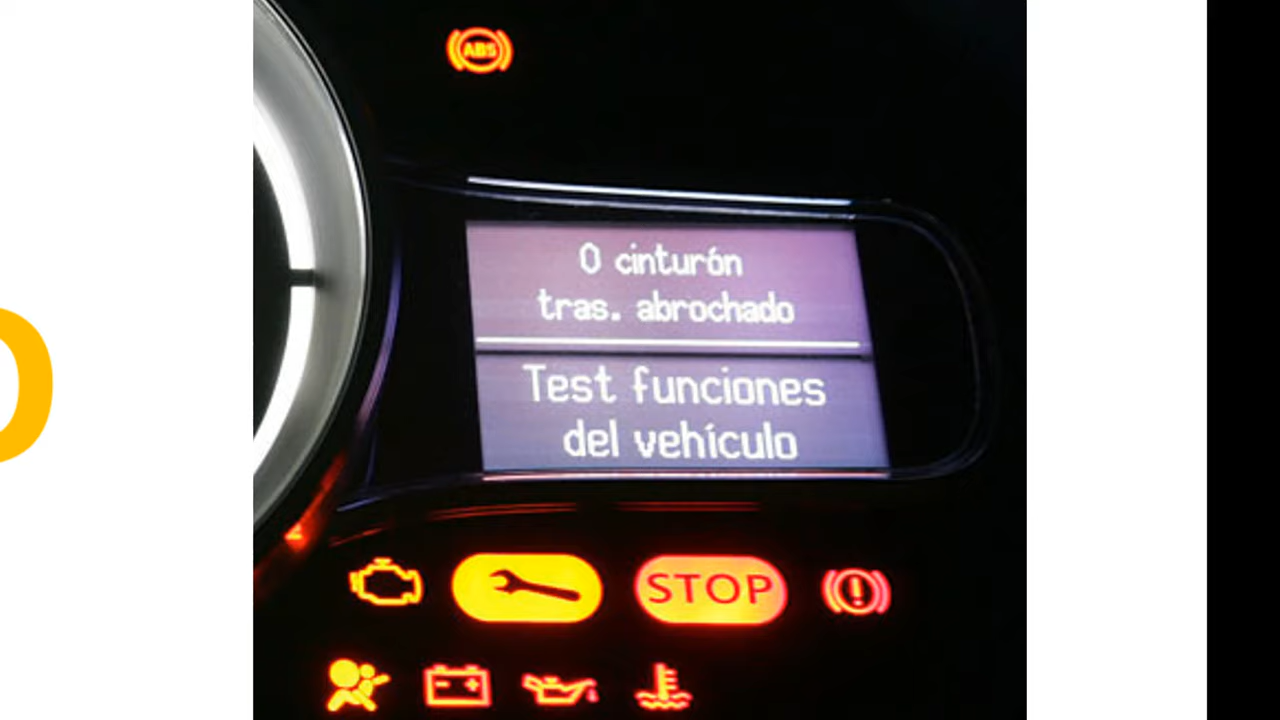 ABS
0 cinturón
tras. abrochado
Test funciones
del vehículo
STOP